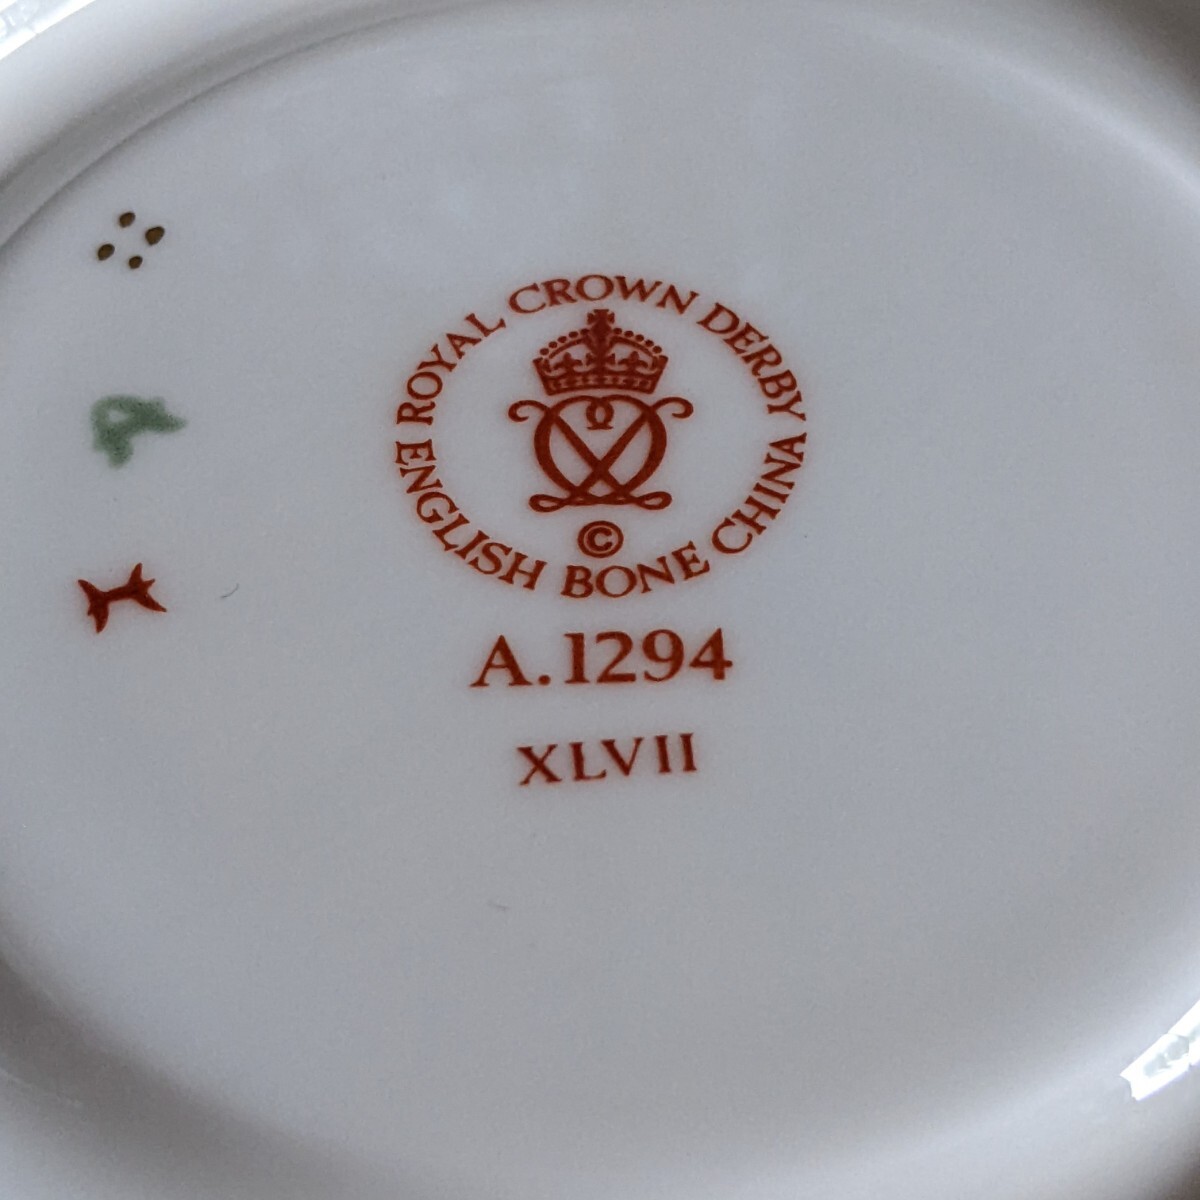 ROYAL CROWN DERBY
ENGLISH BONE CHINA
©
A.1294
XLVII